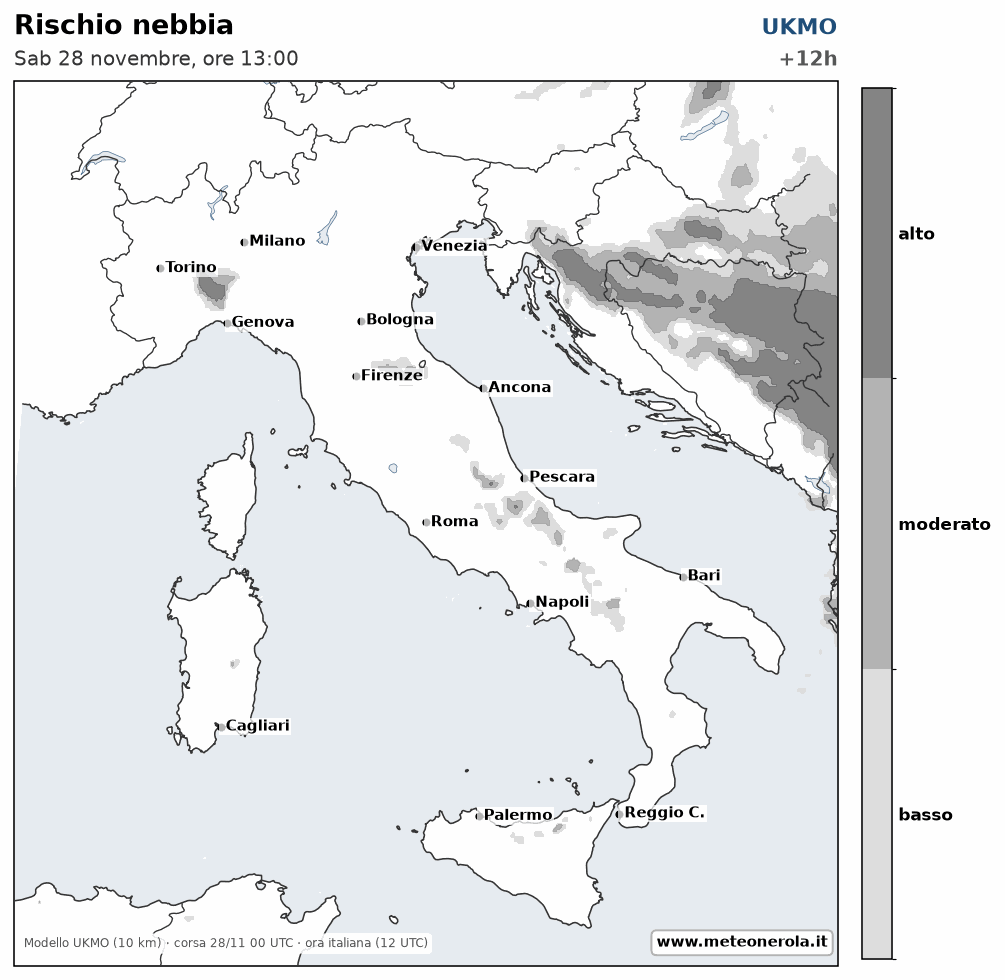 Rischio nebbia
UKMO
Sab 28 novembre, ore 13:00
+12h
alto
moderato
basso
Milano
Venezia
Torino
Genova
Bologna
Firenze
Ancona
Pescara
Roma
Bari
Napoli
Cagliari
Palermo
Reggio C.
Modello UKMO (10 km) · corsa 28/11 00 UTC · ora italiana (12 UTC)
www.meteonerola.it